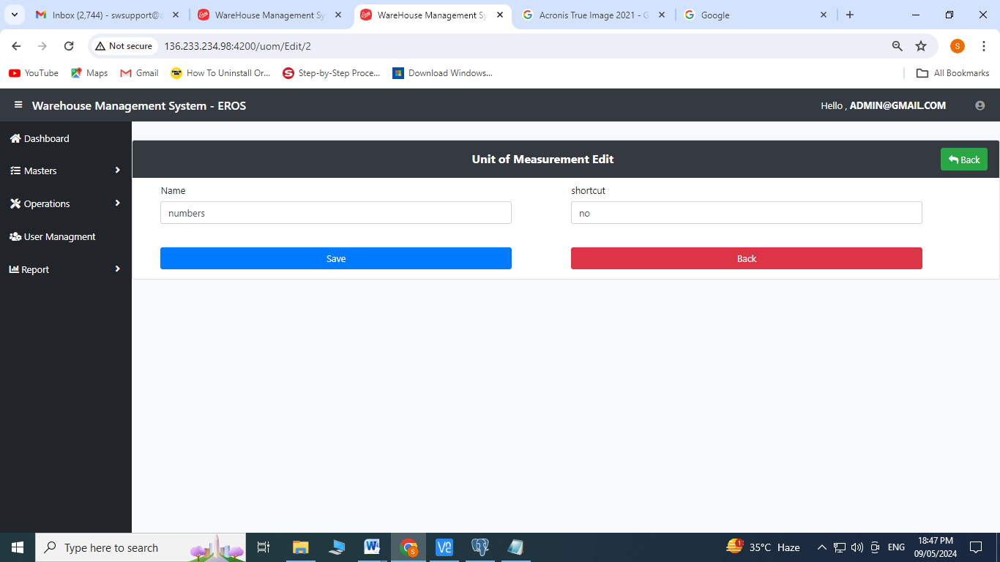 Inbox (2,744) - swsupport@a
WareHouse Management Sy
WareHouse Management Sy
Acronis True Image 2021 - G
Google
Not secure
136.233.234.98:4200/uom/Edit/2
S
YouTube
Maps
Gmail
How To Uninstall Or...
Step-by-Step Proce...
Download Windows...
All Bookmarks
Warehouse Management System - EROS
Hello , ADMIN@GMAIL.COM
Dashboard
Masters
Operations
User Managment
Report
Unit of Measurement Edit
Back
Name
shortcut
numbers
no
Save
Back
Type here to search
35°C Haze
ENG
18:47 PM
09/05/2024